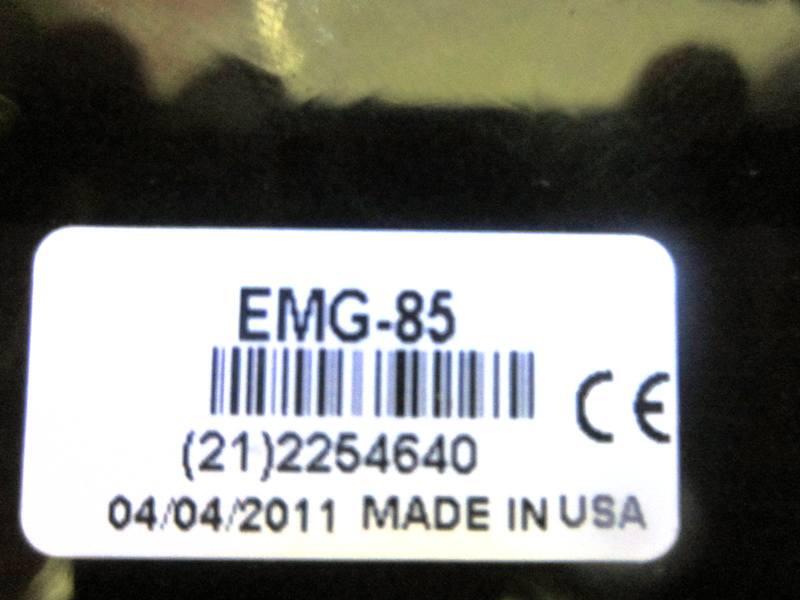 EMG-85
CE
(21)2254640
04/04/2011 MADE IN USA